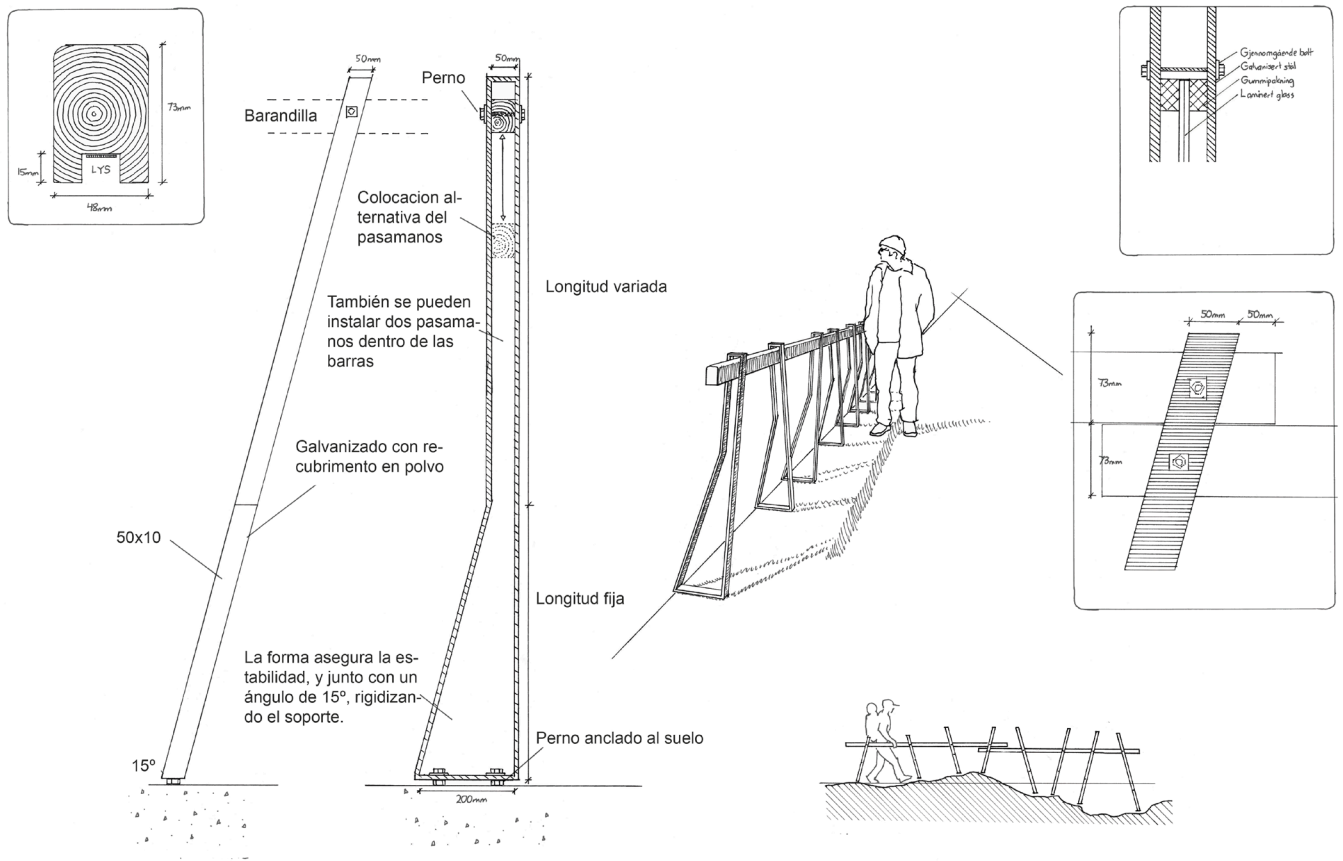 73mm
15mm
LYS
48mm
50mm
Barandilla
50x10
15º
50mm
Perno
Colocacion al-
ternativa del
pasamanos
También se pueden
instalar dos pasama-
nos dentro de las
barras
Longitud variada
Galvanizado con re-
cubrimento en polvo
Longitud fija
La forma asegura la es-
tabilidad, y junto con un
ángulo de 15º, rigidizan-
do el soporte.
Perno anclado al suelo
200mm
Gjennomgående bolt
Galvanisert stål
Gummipakning
Laminert glass
50mm
50mm
73mm
73mm